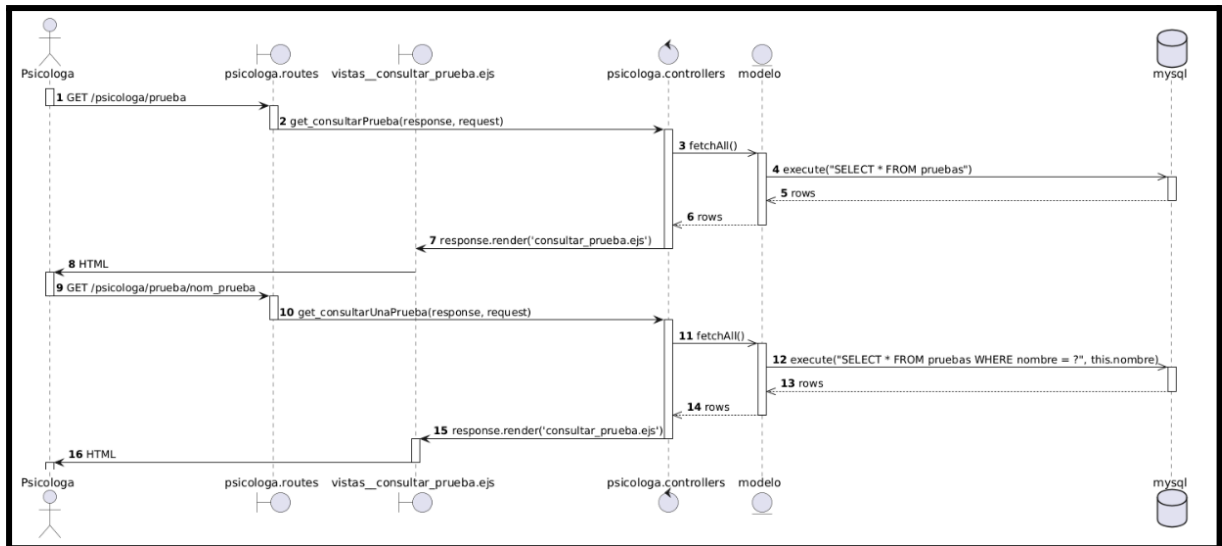 Psicologa
psicologa.routes
vistas__consultar_prueba.ejs
psicologa.controllers
modelo
mysql
1 GET /psicologa/prueba
2 get_consultarPrueba(response, request)
3 fetchAll()
4 execute("SELECT * FROM pruebas")
5 rows
6 rows
7 response.render('consultar_prueba.ejs')
8 HTML
9 GET /psicologa/prueba/nom_prueba
10 get_consultarUnaPrueba(response, request)
11 fetchAll()
12 execute("SELECT * FROM pruebas WHERE nombre = ?", this.nombre)
13 rows
14 rows
15 response.render('consultar_prueba.ejs')
16 HTML
Psicologa
psicologa.routes
vistas__consultar_prueba.ejs
psicologa.controllers
modelo
mysql